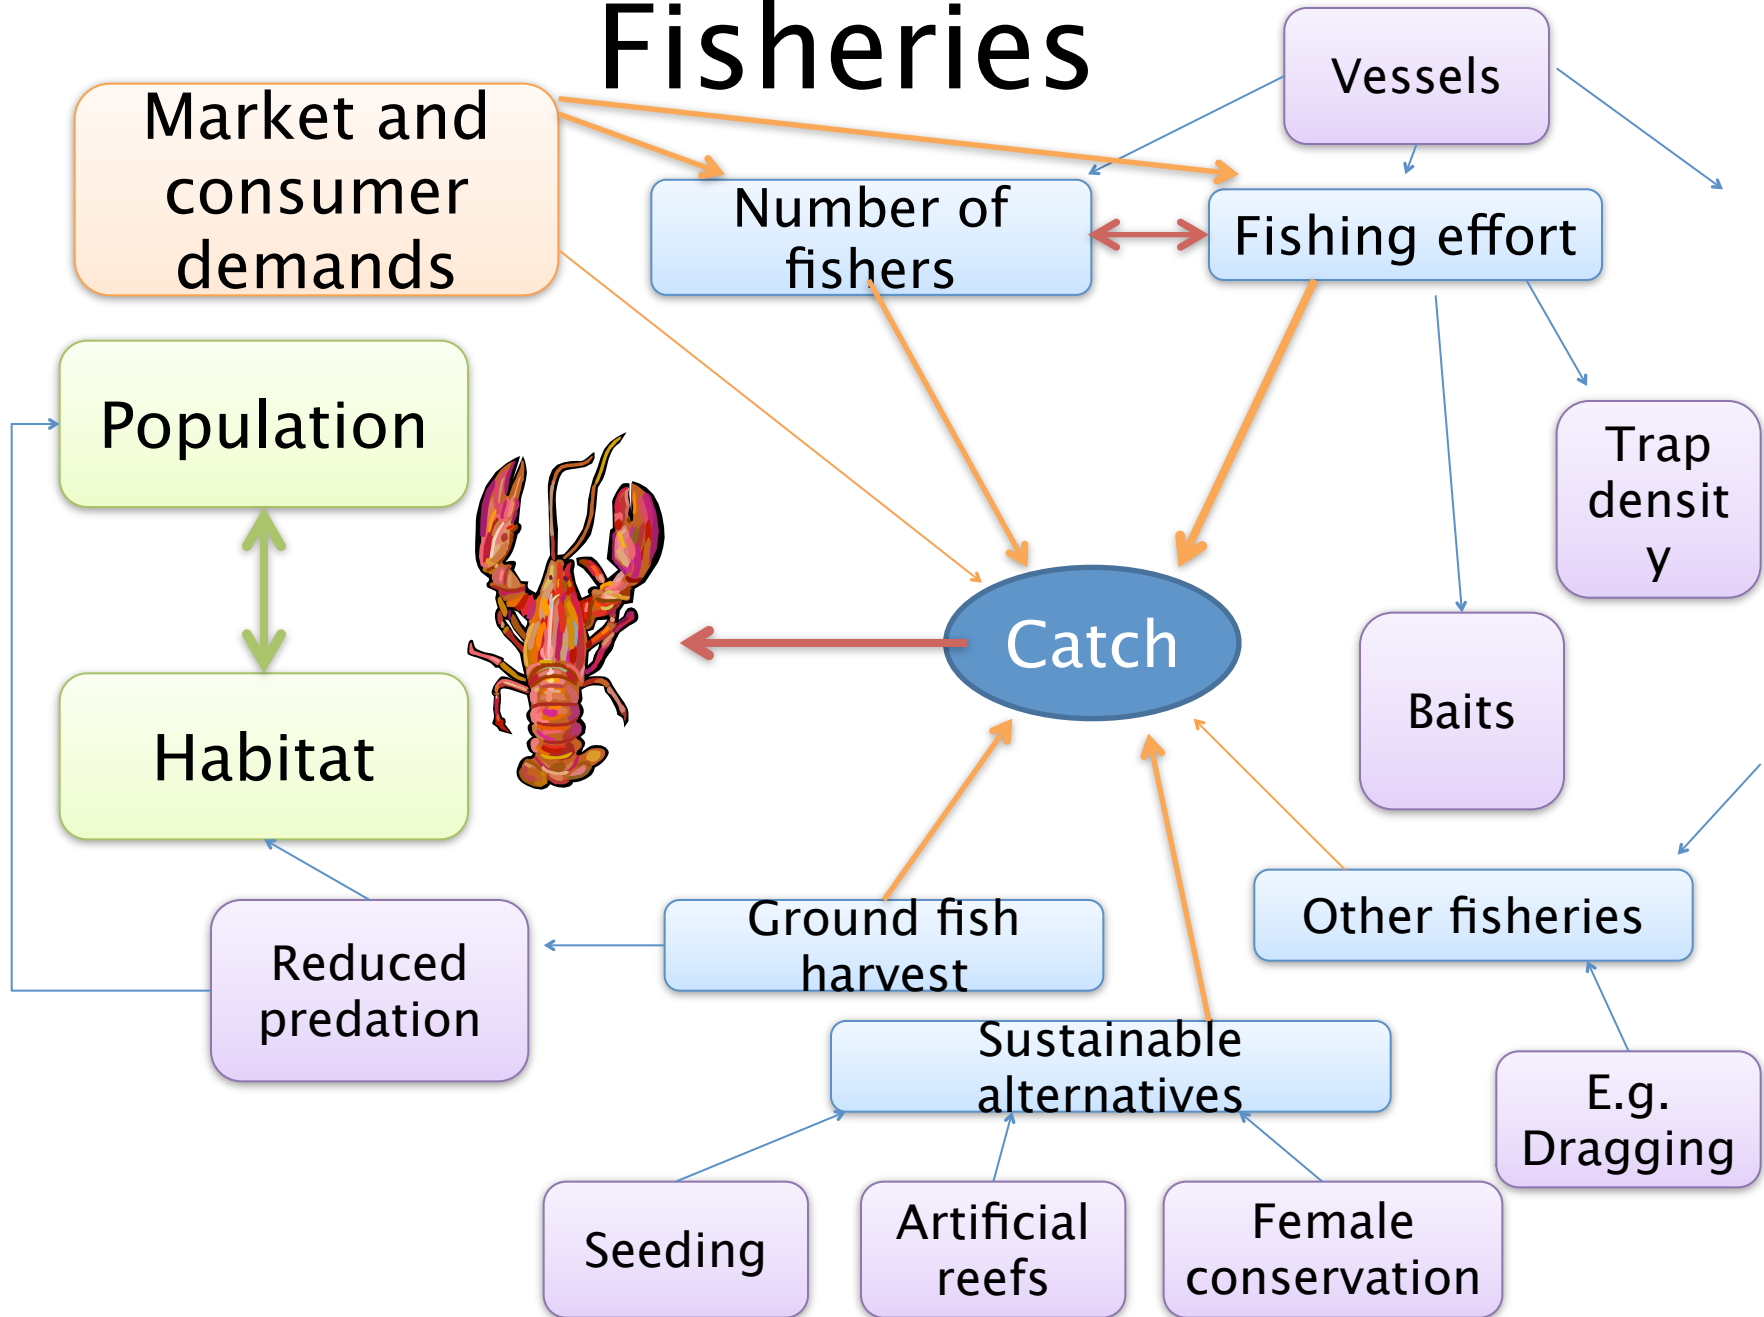 Fisheries
Vessels
Market and
consumer
demands
Number of
fishers
Fishing effort
Population
Trap
densit
y
Catch
Baits
Habitat
Ground fish
harvest
Other fisheries
Reduced
predation
Sustainable
alternatives
E.g.
Dragging
Seeding
Artificial
reefs
Female
conservation